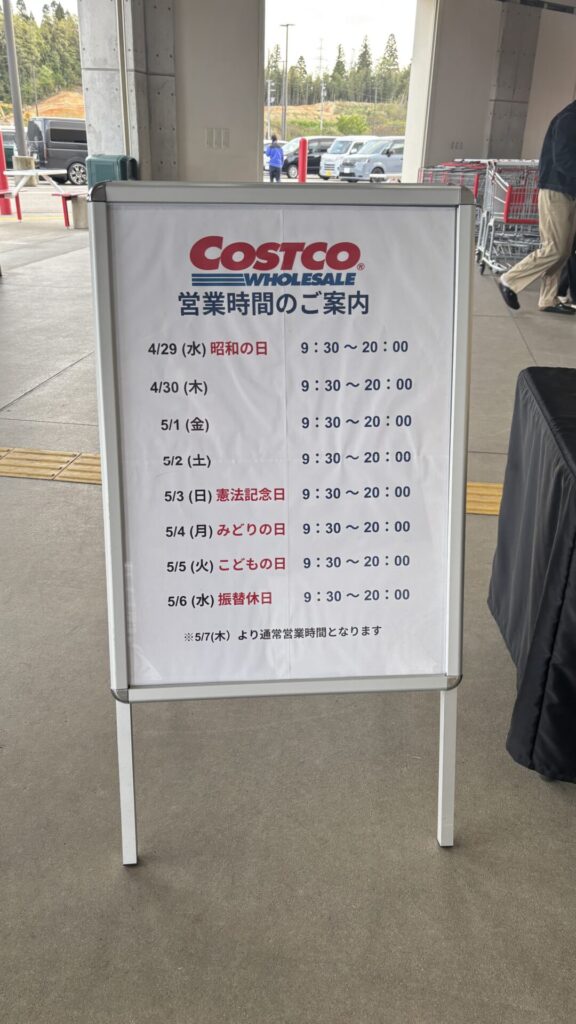 COSTCO®
WHOLESALE
営業時間のご案内
4/29 (水) 昭和の日 9：30 〜 20：00
4/30 (木) 9：30 〜 20：00
5/1 (金) 9：30 〜 20：00
5/2 (土) 9：30 〜 20：00
5/3 (日) 憲法記念日 9：30 〜 20：00
5/4 (月) みどりの日 9：30 〜 20：00
5/5 (火) こどもの日 9：30 〜 20：00
5/6 (水) 振替休日 9：30 〜 20：00
※5/7(木）より通常営業時間となります